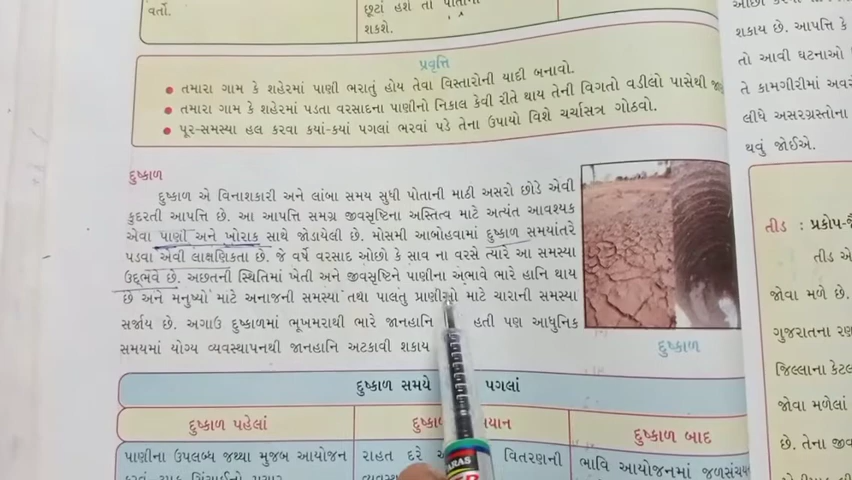 વર્તો.
છૂટાં હશે તો પોતાની
શકશે.
પ્રવૃત્તિ
● તમારા ગામ કે શહેરમાં પાણી ભરાતું હોય તેવા વિસ્તારોની યાદી બનાવો.
● તમારા ગામ કે શહેરમાં પડતા વરસાદના પાણીનો નિકાલ કેવી રીતે થાય તેની વિગતો વડીલો પાસેથી
● પૂર-સમસ્યા હલ કરવા કયાં-કયાં પગલાં ભરવાં પડે તેના ઉપાયો વિશે ચર્ચાસત્ર ગોઠવો.
દુષ્કાળ
દુષ્કાળ એ વિનાશકારી અને લાંબા સમય સુધી પોતાની માઠી અસરો છોડે એવી
કુદરતી આપત્તિ છે. આ આપત્તિ સમગ્ર જીવસૃષ્ટિના અસ્તિત્વ માટે અત્યંત આવશ્યક
એવા પાણી અને ખોરાક સાથે જોડાયેલી છે. મોસમી આબોહવામાં દુષ્કાળ સમયાંતરે
પડવા એવી લાક્ષણિકતા છે. જે વર્ષે વરસાદ ઓછો કે સાવ ના વરસે ત્યારે આ સમસ્યા
ઉદ્દભવે છે. અછતની સ્થિતિમાં ખેતી અને જીવસૃષ્ટિને પાણીના અભાવે ભારે હાનિ થાય
છે અને મનુષ્યો માટે અનાજની સમસ્યા તથા પાલતુ પ્રાણીઓ માટે ચારાની સમસ્યા
સર્જાય છે. અગાઉ દુષ્કાળમાં ભૂખમરાથી ભારે જાનહાનિ હતી પણ આધુનિક
સમયમાં યોગ્ય વ્યવસ્થાપનથી જાનહાનિ અટકાવી શકાય
દુષ્કાળ
દુષ્કાળ સમયે પગલાં
દુષ્કાળ પહેલાં
દુષ્કાળ બાદ
પાણીના ઉપલબ્ધ જથ્થા મુજબ આયોજન
રાહત દરે વિતરણની
ભાવિ આયોજનમાં
શકાય છે. આપત્તિ કે
તો આવી ઘટનાઓ
તે કામગીરીમાં
લીધે અસરગ્રસ્તોના
થવું જોઈએ.
તીડ :
તીડ
જોવા મળે છે.
ગુજરાતના
જિલ્લાના
જોવા મળેલાં
છે. તેના
PARAS